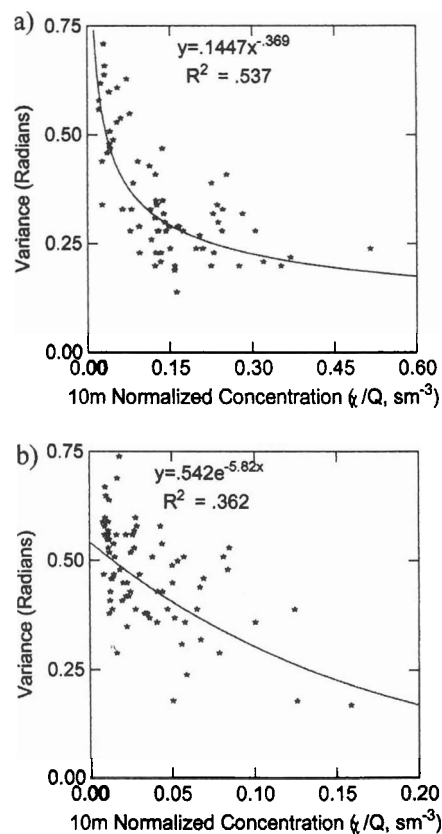 a)
0.75
y=.1447x^-.369
R² = .537
0.50
Variance (Radians)
0.25
0.00
0.00 0.15 0.30 0.45 0.60
10m Normalized Concentration (χ/Q, sm⁻³)
b)
0.75
y=.542e^-5.82x
R² = .362
0.50
Variance (Radians)
0.25
0.00
0.00 0.05 0.10 0.15 0.20
10m Normalized Concentration (χ/Q, sm⁻³)